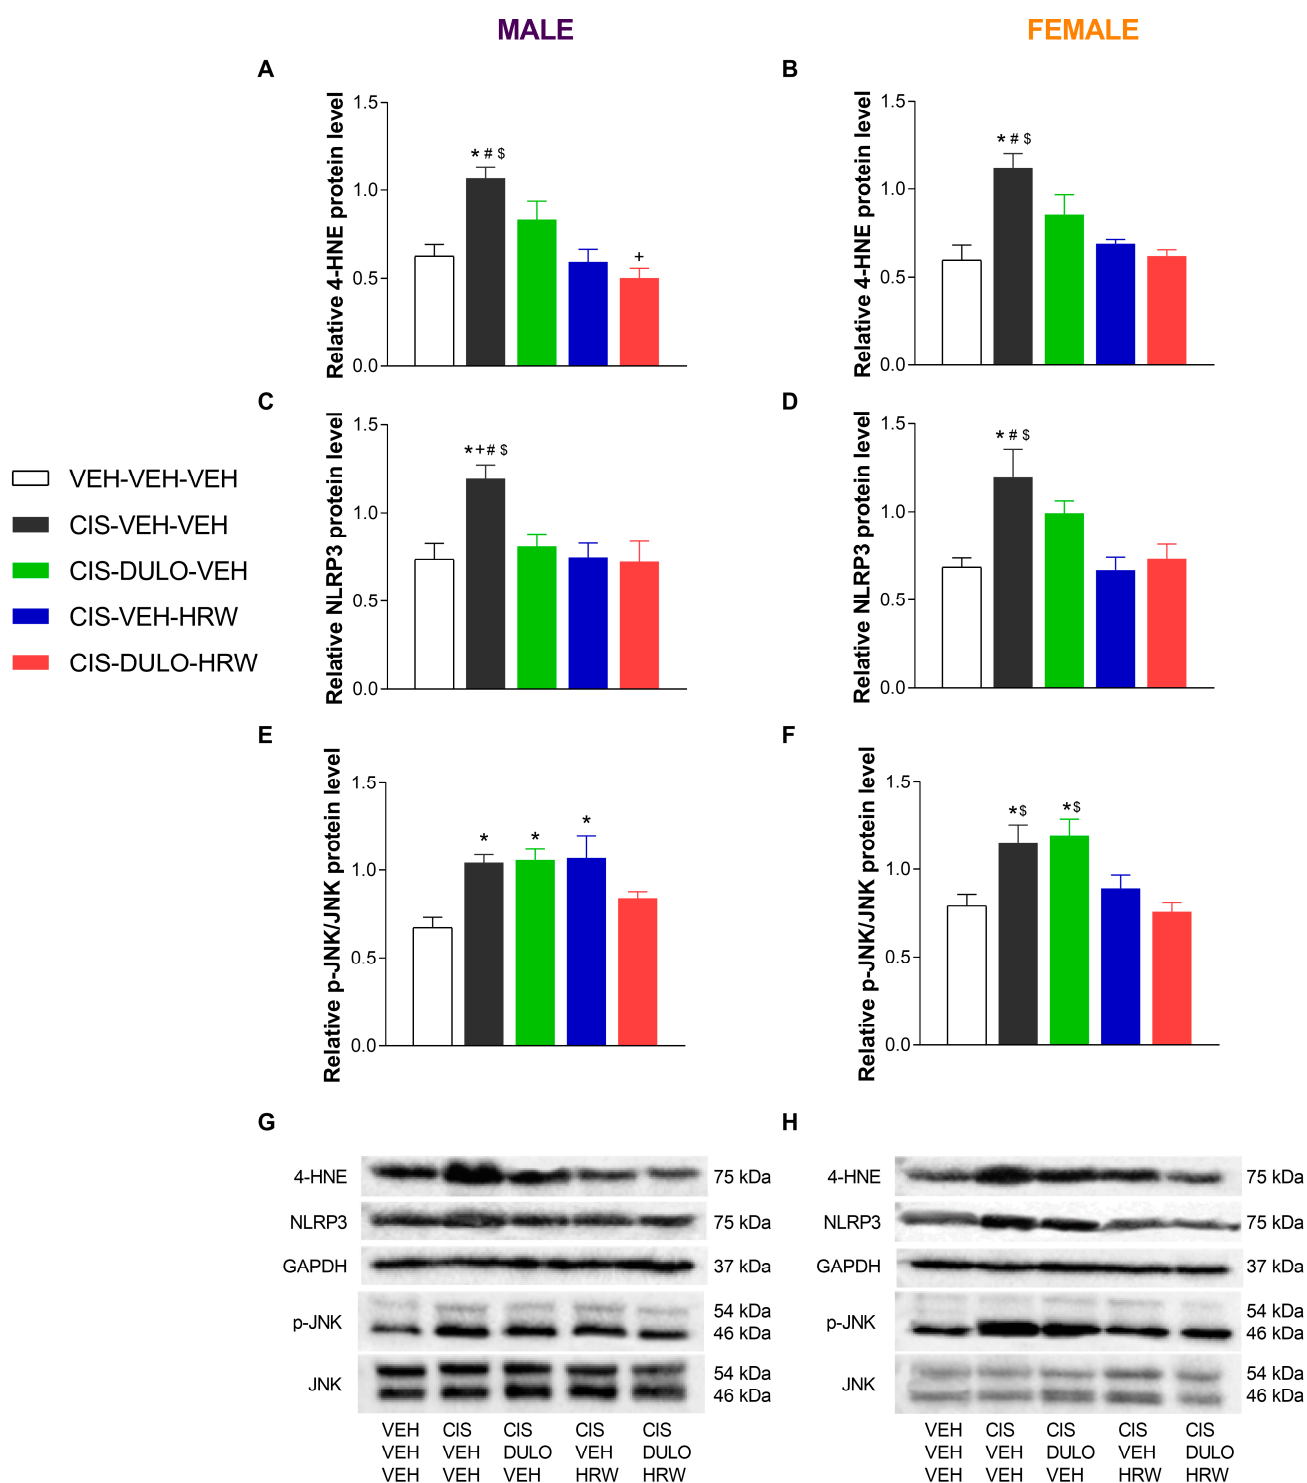 MALE
FEMALE
A
Relative 4-HNE protein level
1.5
1.0
0.5
0.0
* # $
+
B
Relative 4-HNE protein level
1.5
1.0
0.5
0.0
* # $
C
Relative NLRP3 protein level
1.5
1.0
0.5
0.0
*+# $
D
Relative NLRP3 protein level
1.5
1.0
0.5
0.0
* # $
VEH-VEH-VEH
CIS-VEH-VEH
CIS-DULO-VEH
CIS-VEH-HRW
CIS-DULO-HRW
E
Relative p-JNK/JNK protein level
1.5
1.0
0.5
0.0
*
*
*
F
Relative p-JNK/JNK protein level
1.5
1.0
0.5
0.0
*$
*$
G
4-HNE 75 kDa
NLRP3 75 kDa
GAPDH 37 kDa
p-JNK 54 kDa
46 kDa
JNK 54 kDa
46 kDa
VEH CIS CIS CIS CIS
VEH VEH DULO VEH DULO
VEH VEH VEH HRW HRW
H
4-HNE 75 kDa
NLRP3 75 kDa
GAPDH 37 kDa
p-JNK 54 kDa
46 kDa
JNK 54 kDa
46 kDa
VEH CIS CIS CIS CIS
VEH VEH DULO VEH DULO
VEH VEH VEH HRW HRW